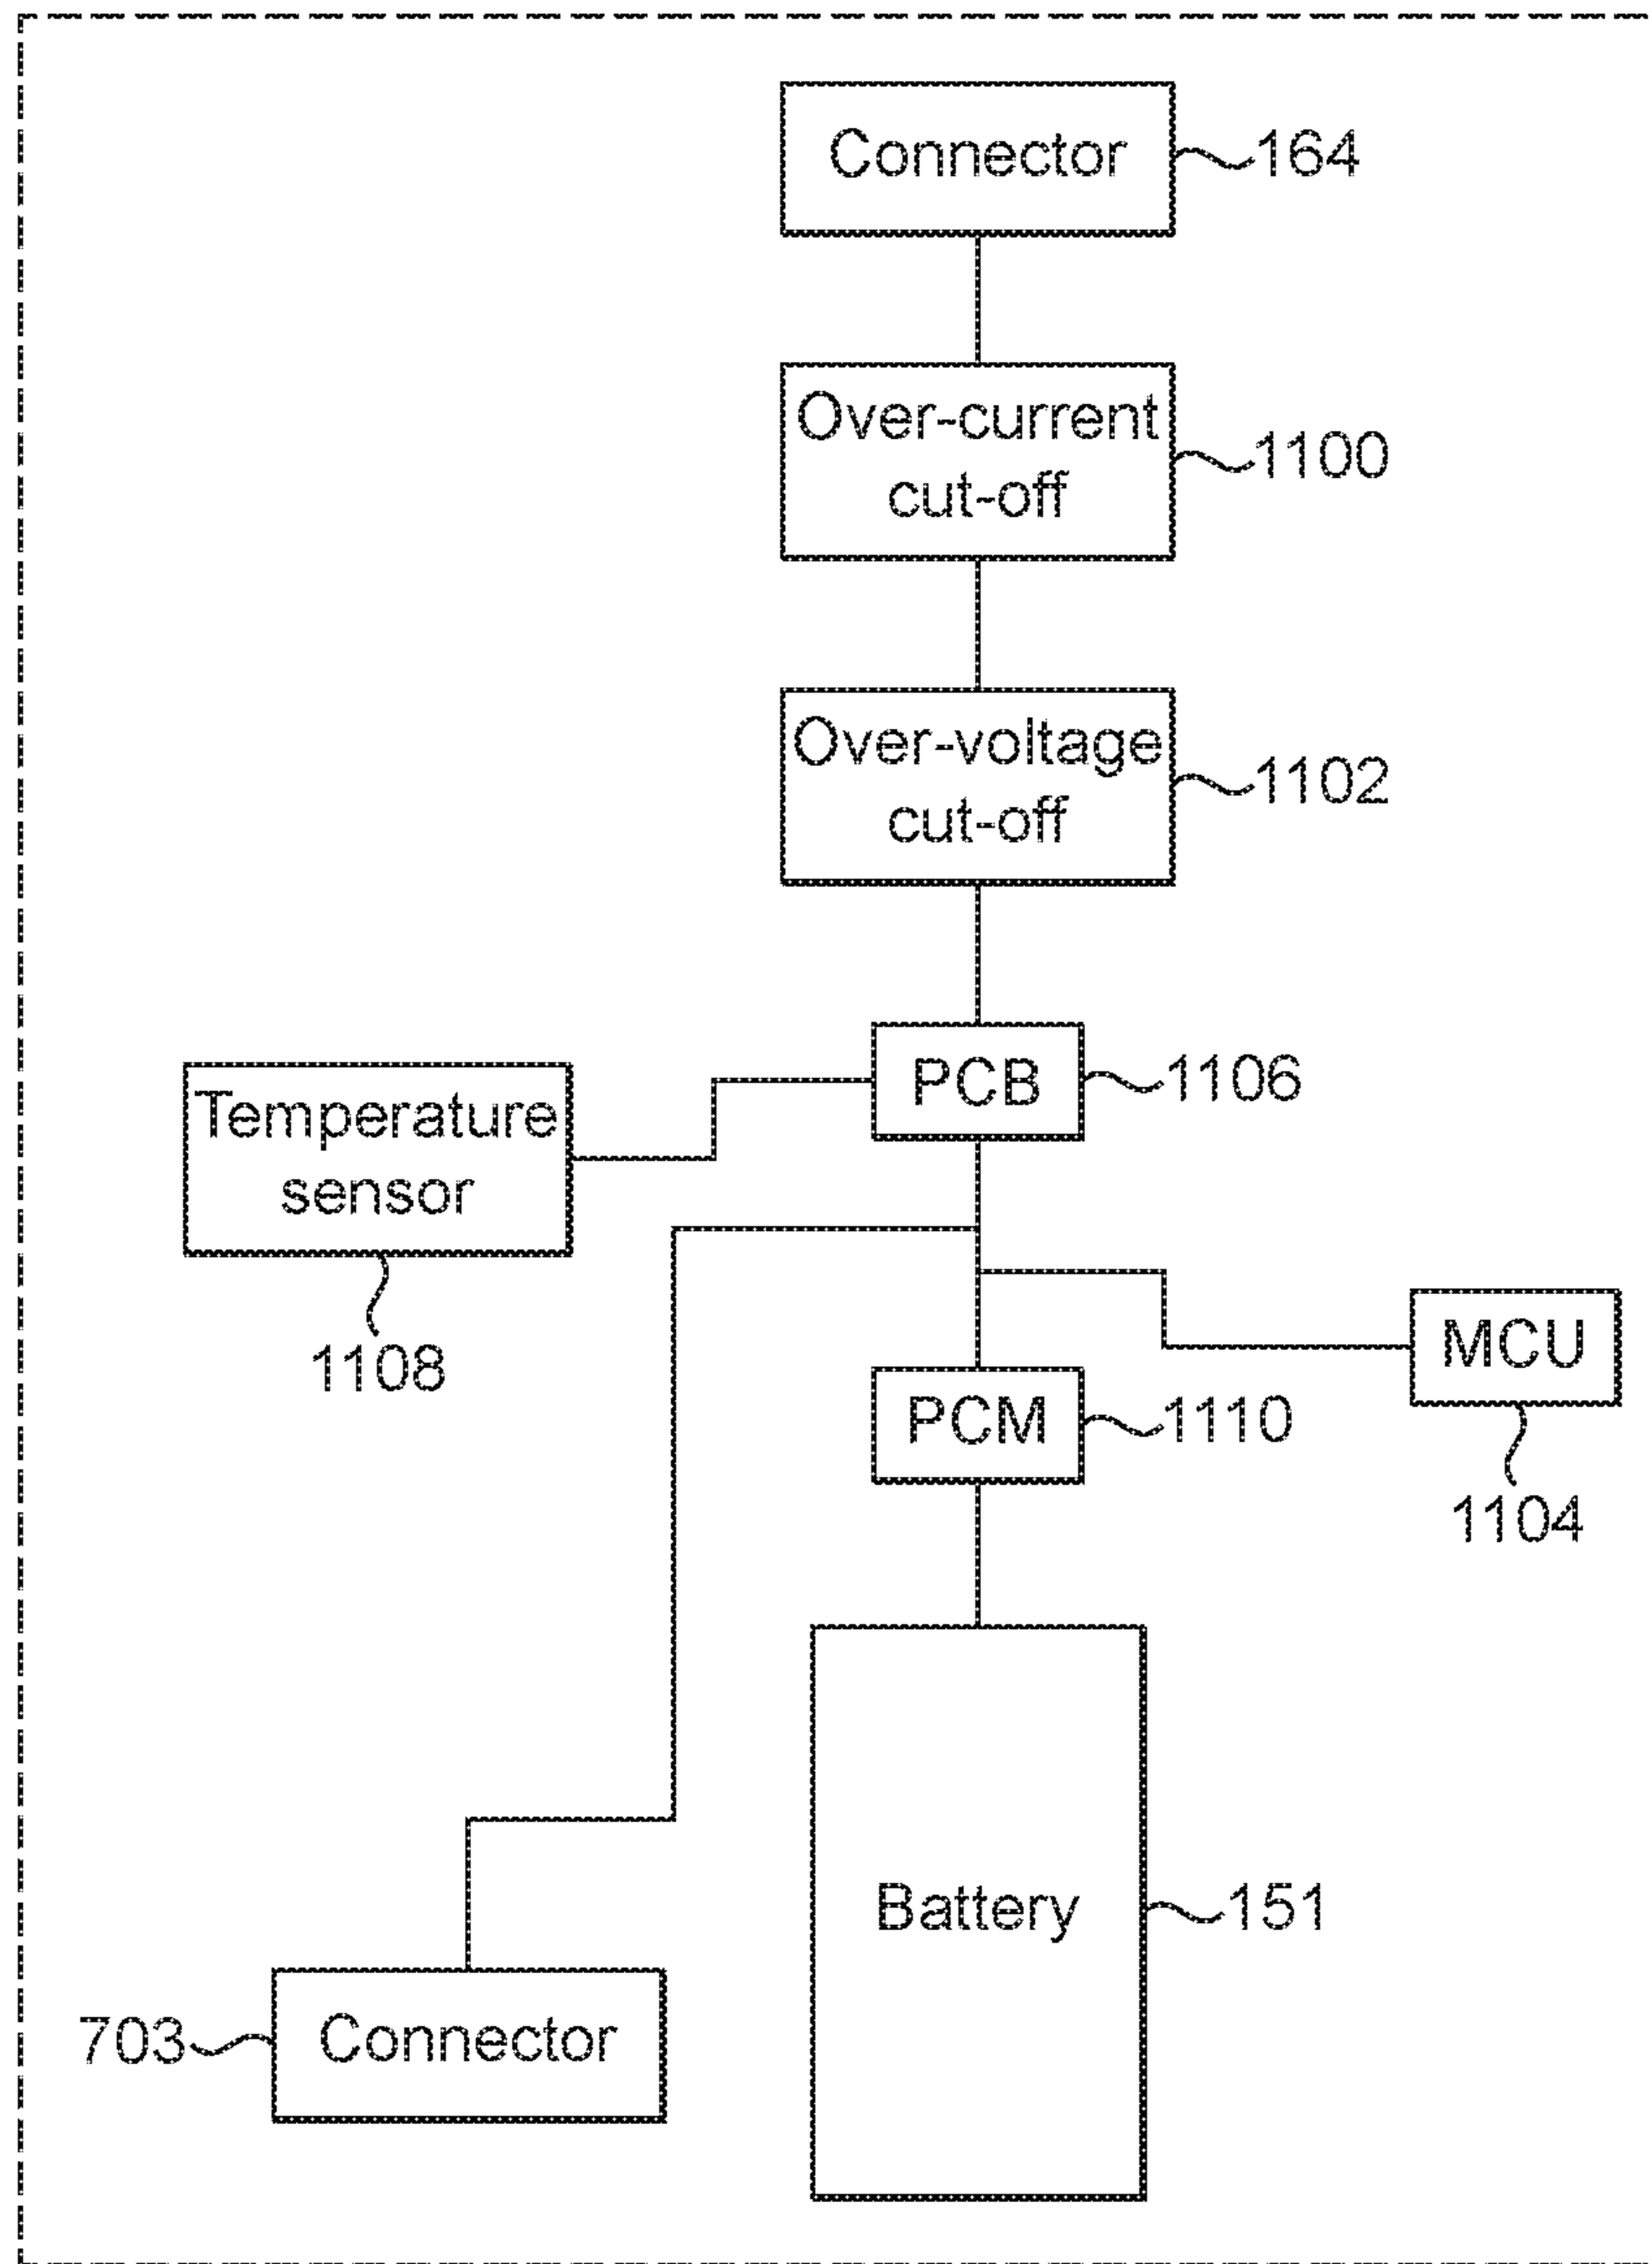 Connector
164
Over-current
cut-off
1100
Over-voltage
cut-off
1102
PCB
1106
Temperature
sensor
1108
MCU
1104
PCM
1110
Battery
151
703
Connector